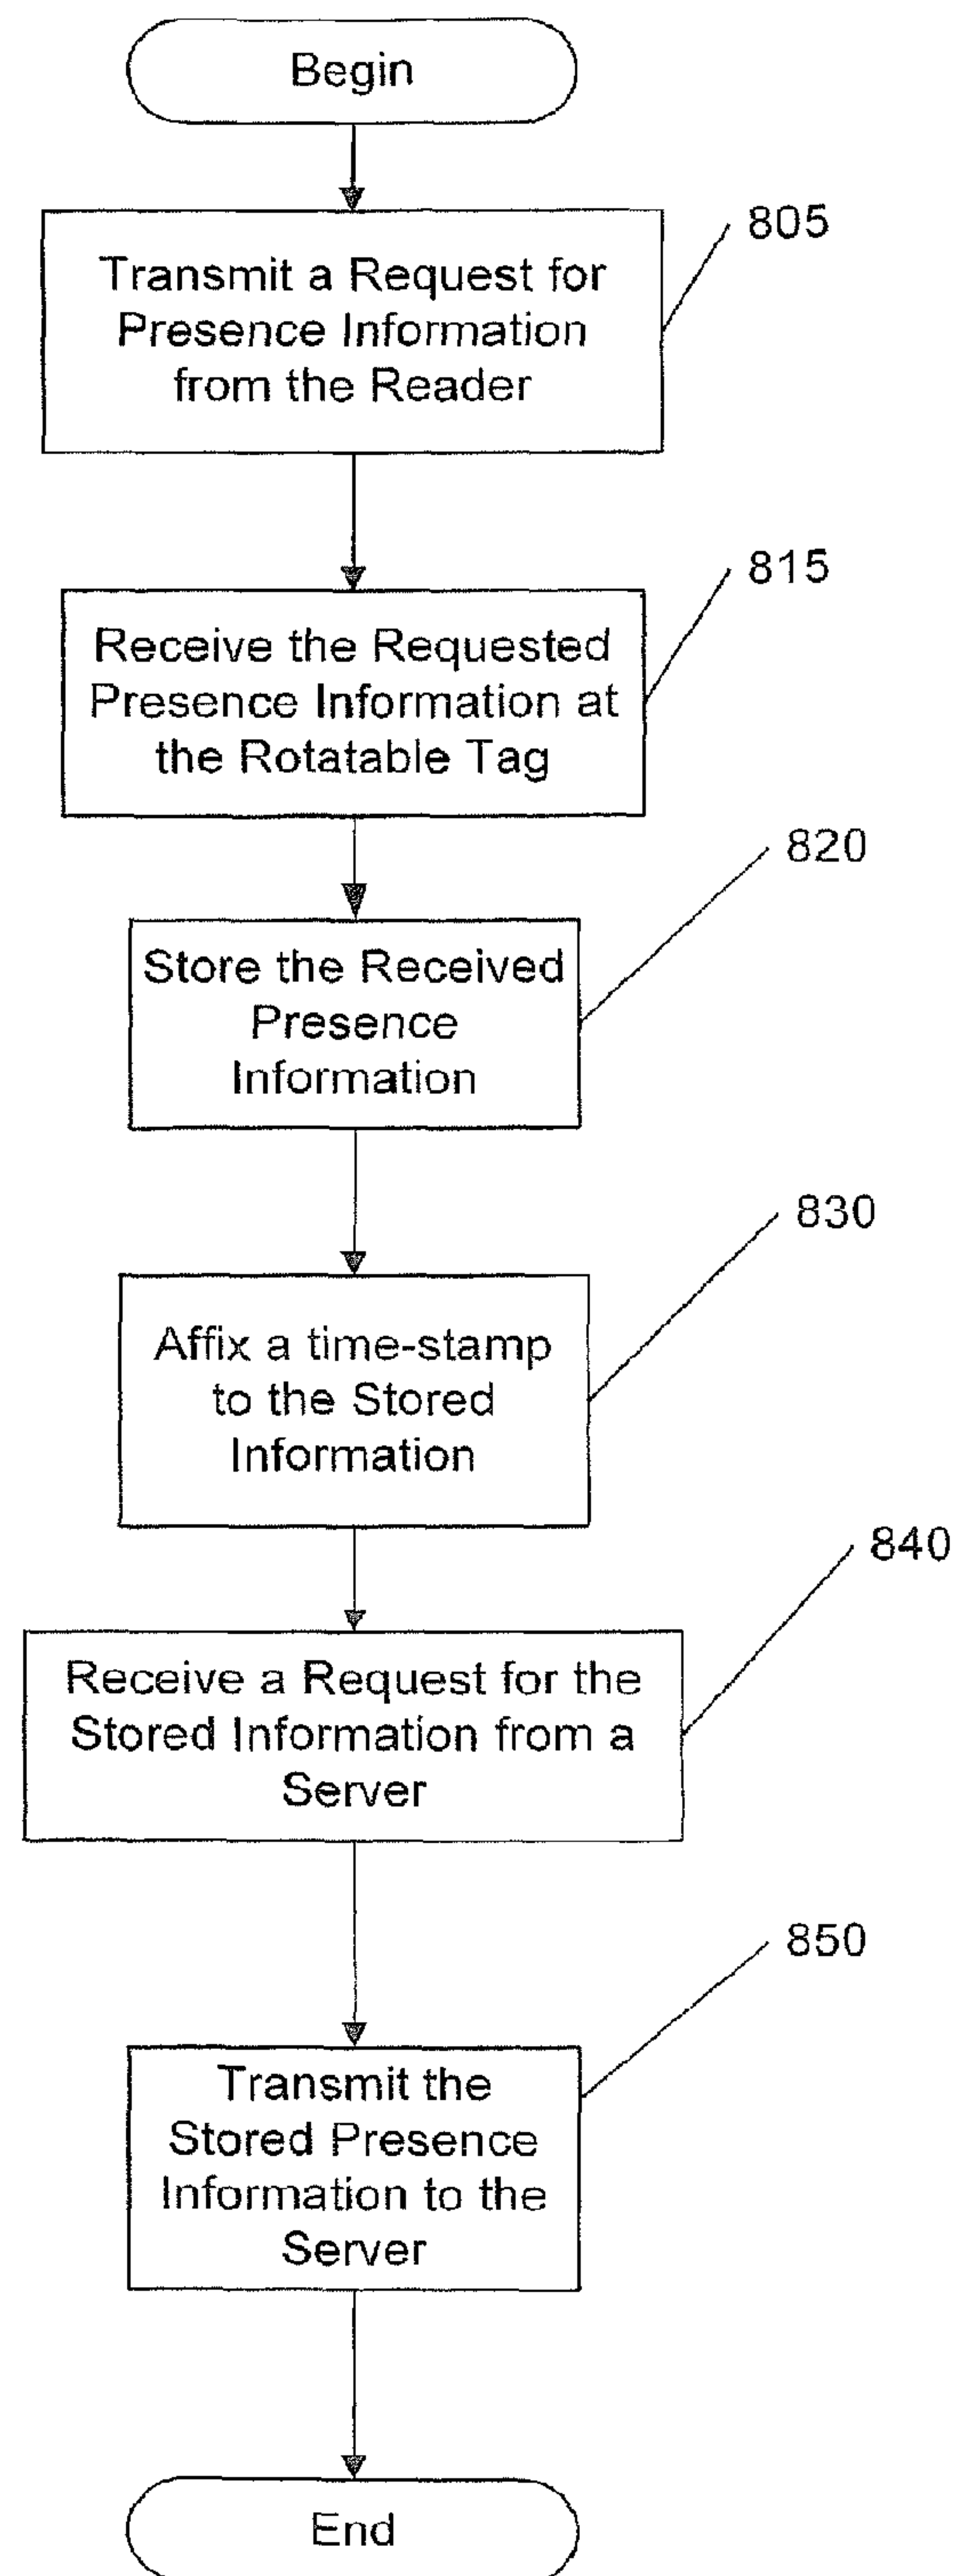 Begin
805
Transmit a Request for
Presence Information
from the Reader
815
Receive the Requested
Presence Information at
the Rotatable Tag
820
Store the Received
Presence
Information
830
Affix a time-stamp
to the Stored
Information
840
Receive a Request for the
Stored Information from a
Server
850
Transmit the
Stored Presence
Information to the
Server
End